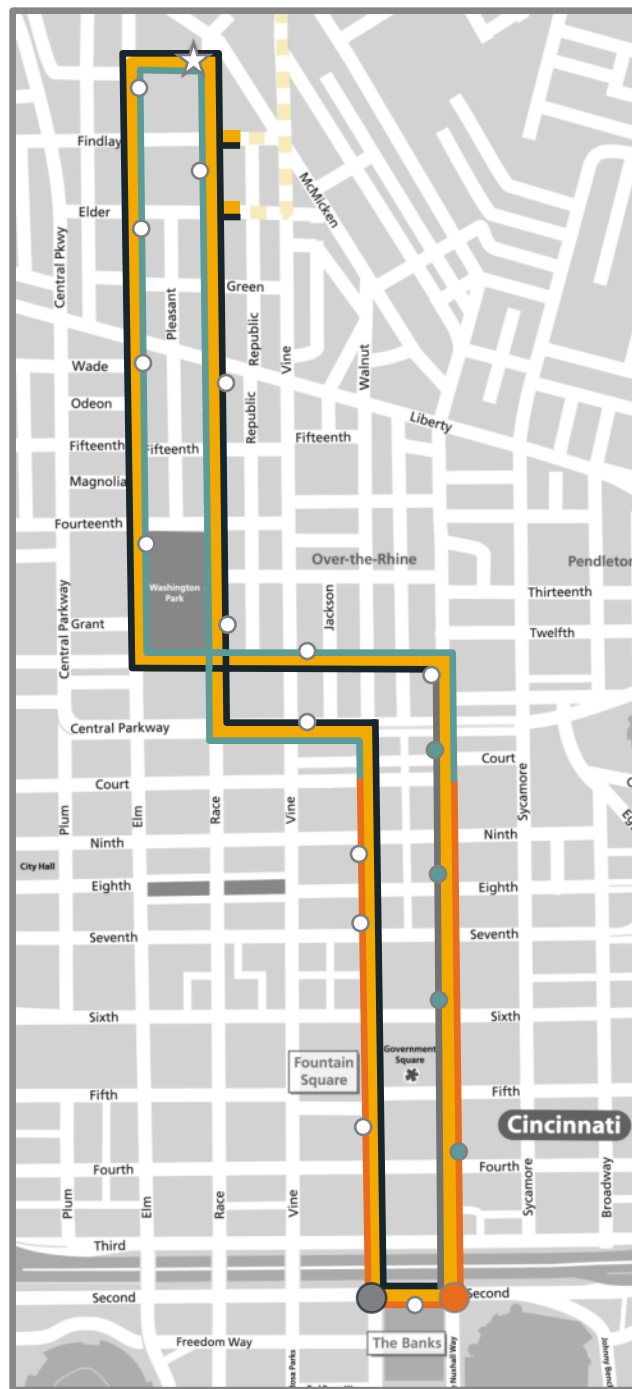 Findlay
McMicken
Elder
Central Pkwy
Pleasant
Green
Republic
Vine
Walnut
Wade
Odeon
Republic
Liberty
Fifteenth
Fifteenth
Fifteenth
Magnolia
Fourteenth
Over-the-Rhine
Pendleton
Washington
Park
Jackson
Thirteenth
Central Parkway
Grant
Twelfth
Central Parkway
Court
Court
Sycamore
Plum
Elm
Race
Vine
Ninth
Ninth
City Hall
Eighth
Eighth
Seventh
Seventh
Sixth
Sixth
Government
Square
Fountain
Square
Fifth
Fifth
Cincinnati
Fourth
Fourth
Plum
Elm
Race
Vine
Sycamore
Broadway
Third
Second
Second
Freedom Way
The Banks